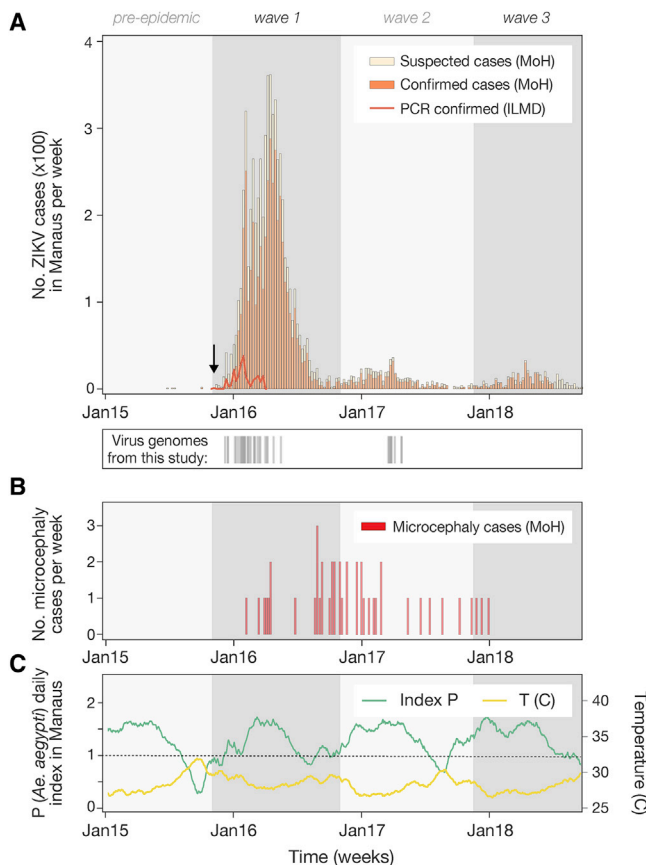 pre-epidemic wave 1 wave 2 wave 3
A
4
3
2
1
0
No. ZIKV cases (x100)
in Manaus per week
Suspected cases (MoH)
Confirmed cases (MoH)
PCR confirmed (ILMD)
Jan15 Jan16 Jan17 Jan18
Virus genomes
from this study:
B
3
2
1
0
No. microcephaly
cases per week
Microcephaly cases (MoH)
Jan15 Jan16 Jan17 Jan18
C
2
1
0
P (Ae. aegypti) daily
index in Manaus
Index P T (C)
40
35
30
25
Temperature (C)
Jan15 Jan16 Jan17 Jan18
Time (weeks)